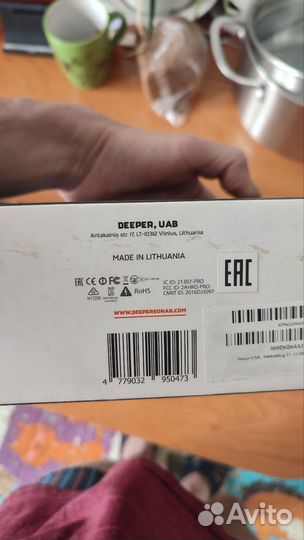 DEEPER, UAB
Antakalnio str. 17, LT-10312 Vilnius, Lithuania
MADE IN LITHUANIA
EAC
IC ID: 21307-PRO
FCC ID: 2AHRO-PRO
CMIIT ID: 2016DJ3097
N17200
RoHS
WWW.DEEPERSONAR.COM
4 779032 950473
Avito